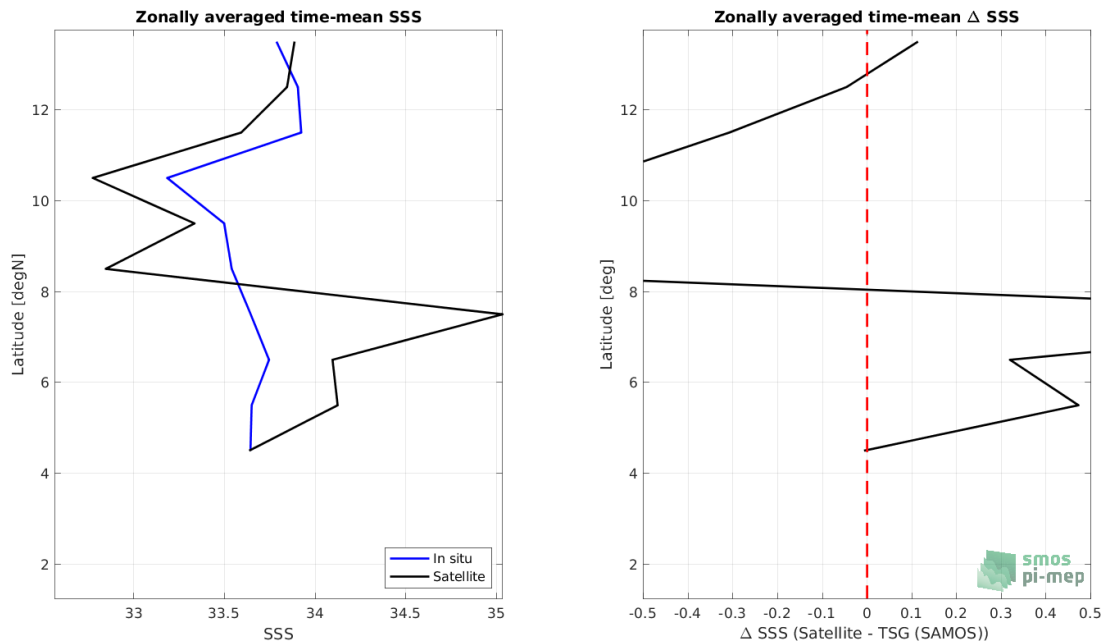 Zonally averaged time-mean SSS
Latitude [degN]
12
10
8
6
4
2
33
33.5
34
34.5
35
SSS
In situ
Satellite
Zonally averaged time-mean Δ SSS
Latitude [deg]
12
10
8
6
4
2
-0.5
-0.4
-0.3
-0.2
-0.1
0
0.1
0.2
0.3
0.4
0.5
Δ SSS (Satellite - TSG (SAMOS))
smos
pi-mep